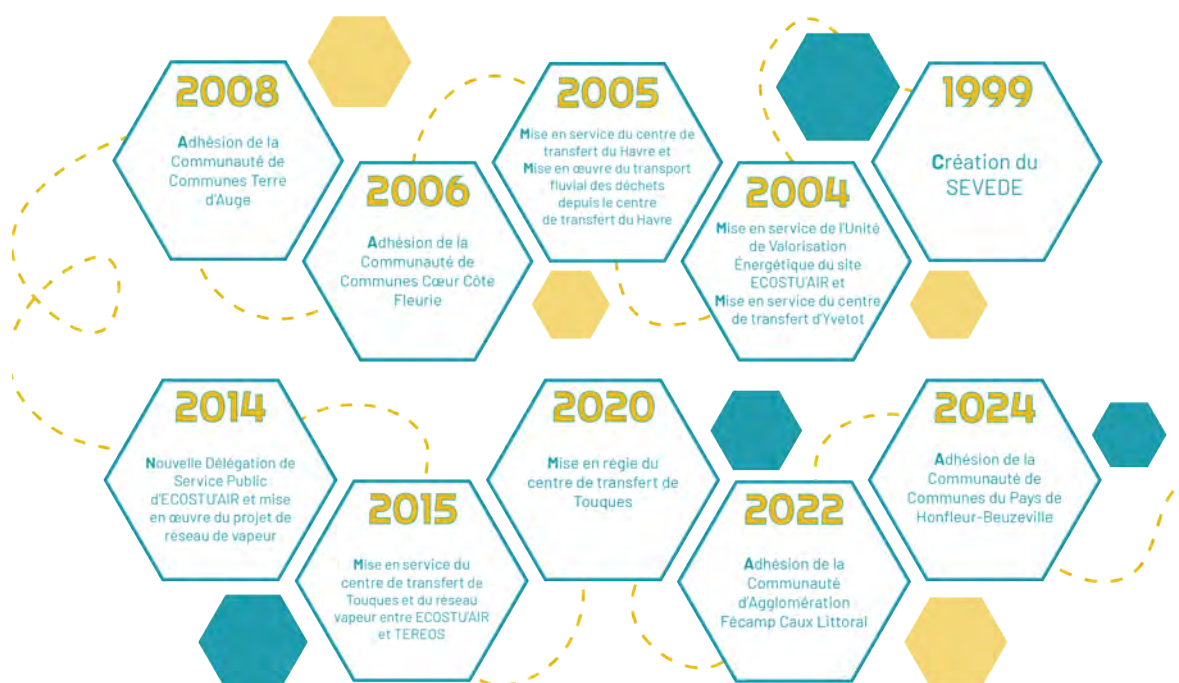 2008
Adhésion de la
Communauté de
Communes Terre
d'Auge
2006
Adhésion de la
Communauté de
Communes Cœur Côte
Fleurie
2005
Mise en service du centre de
transfert du Havre et
Mise en œuvre du transport
fluvial des déchets
depuis le centre
de transfert du Havre
2004
Mise en service de l'Unité
de Valorisation
Énergétique du site
ECOSTU'AIR et
Mise en service du centre
de transfert d'Yvetot
1999
Création du
SEVEDE
2014
Nouvelle Délégation de
Service Public
d'ECOSTU'AIR et mise
en œuvre du projet de
réseau de vapeur
2015
Mise en service du
centre de transfert de
Touques et du réseau
vapeur entre ECOSTU'AIR
et TEREOS
2020
Mise en régie du
centre de transfert de
Touques
2022
Adhésion de la
Communauté
d'Agglomération
Fécamp Caux Littoral
2024
Adhésion de la
Communauté de
Communes du Pays de
Honfleur-Beuzeville